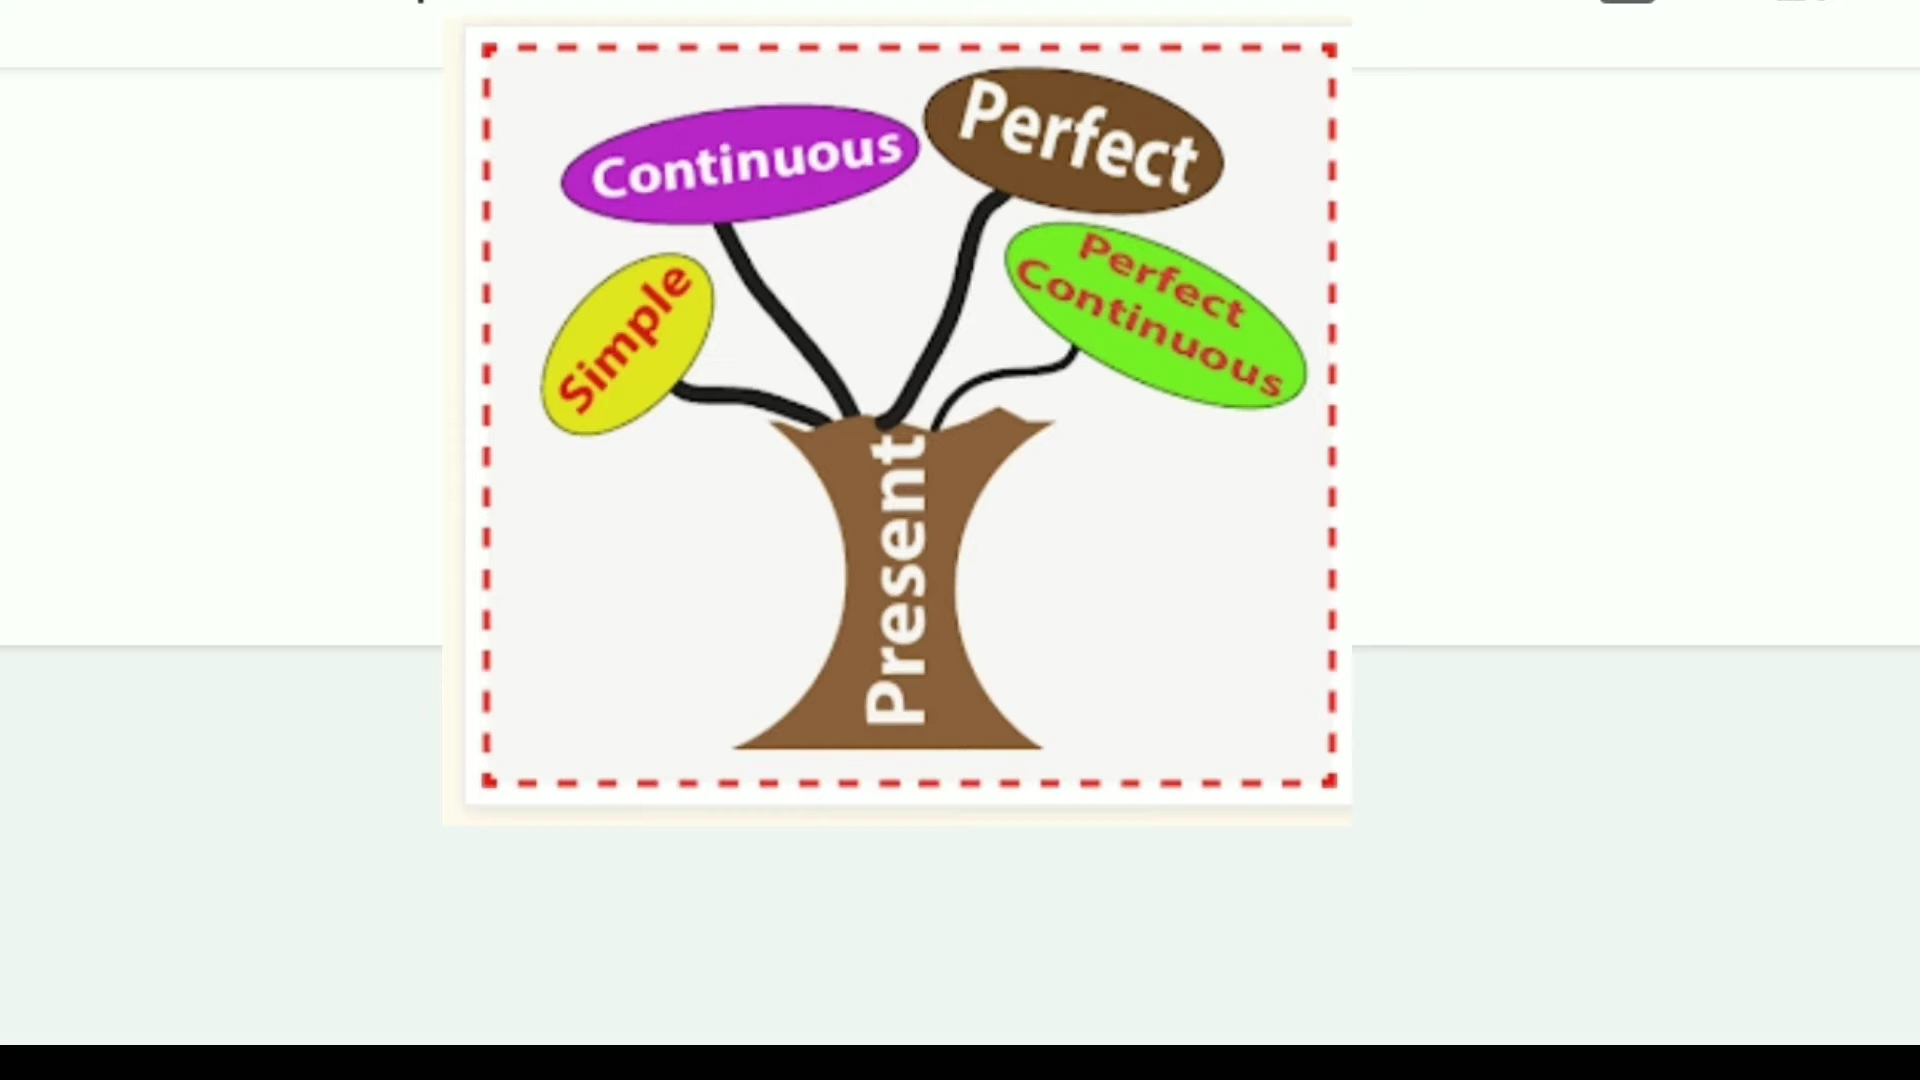 Continuous
Perfect
Simple
Perfect
Continuous
Present